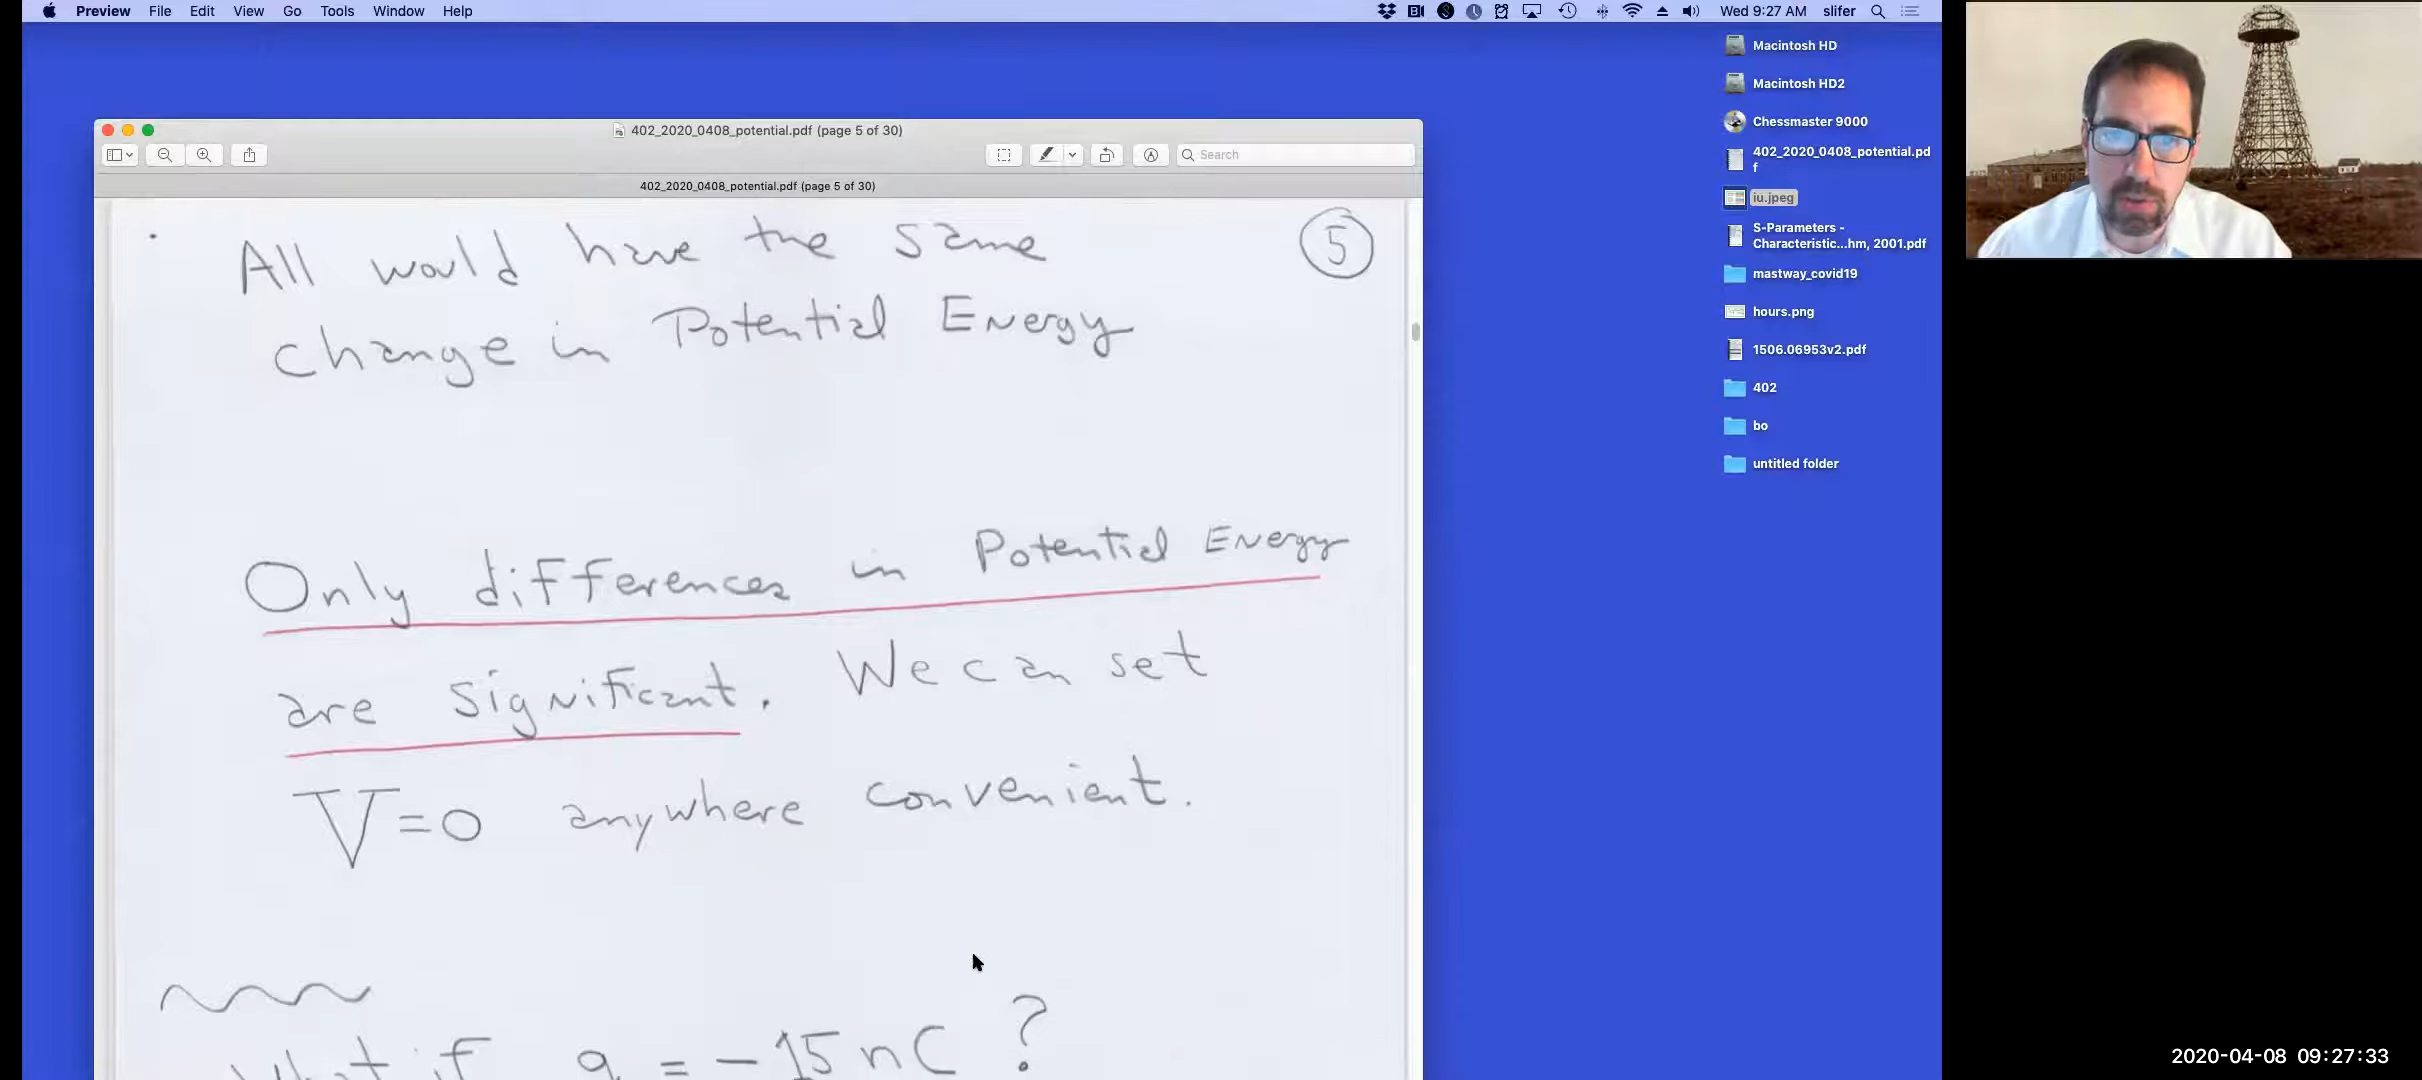 Preview File Edit View Go Tools Window Help
Wed 9:27 AM slifer
Macintosh HD
Macintosh HD2
Chessmaster 9000
402_2020_0408_potential.pd
f
iu.jpeg
S-Parameters -
Characteristic...hm, 2001.pdf
mastway_covid19
hours.png
1506.06953v2.pdf
402
bo
untitled folder
402_2020_0408_potential.pdf (page 5 of 30)
Search
402_2020_0408_potential.pdf (page 5 of 30)
All would have the same
5
change in Potential Energy
Only differences in Potential Energy
are significant. We can set
V=0 anywhere convenient.
What if q = -15 nC ?
2020-04-08 09:27:33